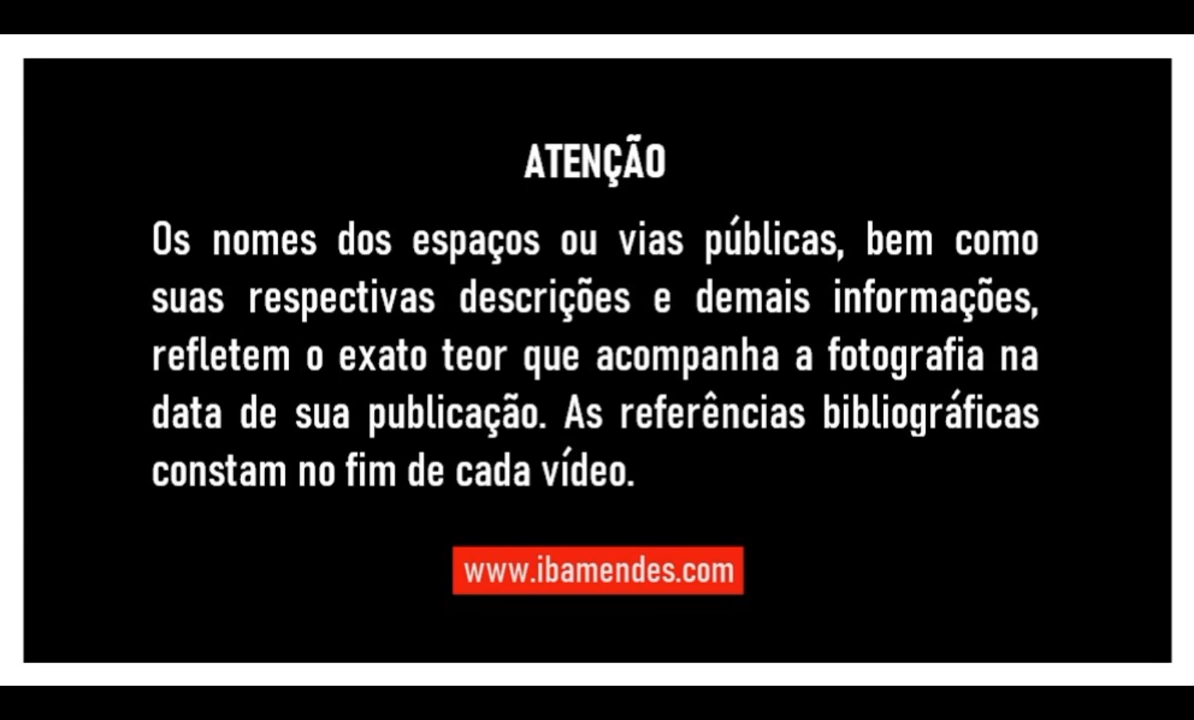 ATENÇÃO
Os nomes dos espaços ou vias públicas, bem como
suas respectivas descrições e demais informações,
refletem o exato teor que acompanha a fotografia na
data de sua publicação. As referências bibliográficas
constam no fim de cada vídeo.
www.ibamendes.com